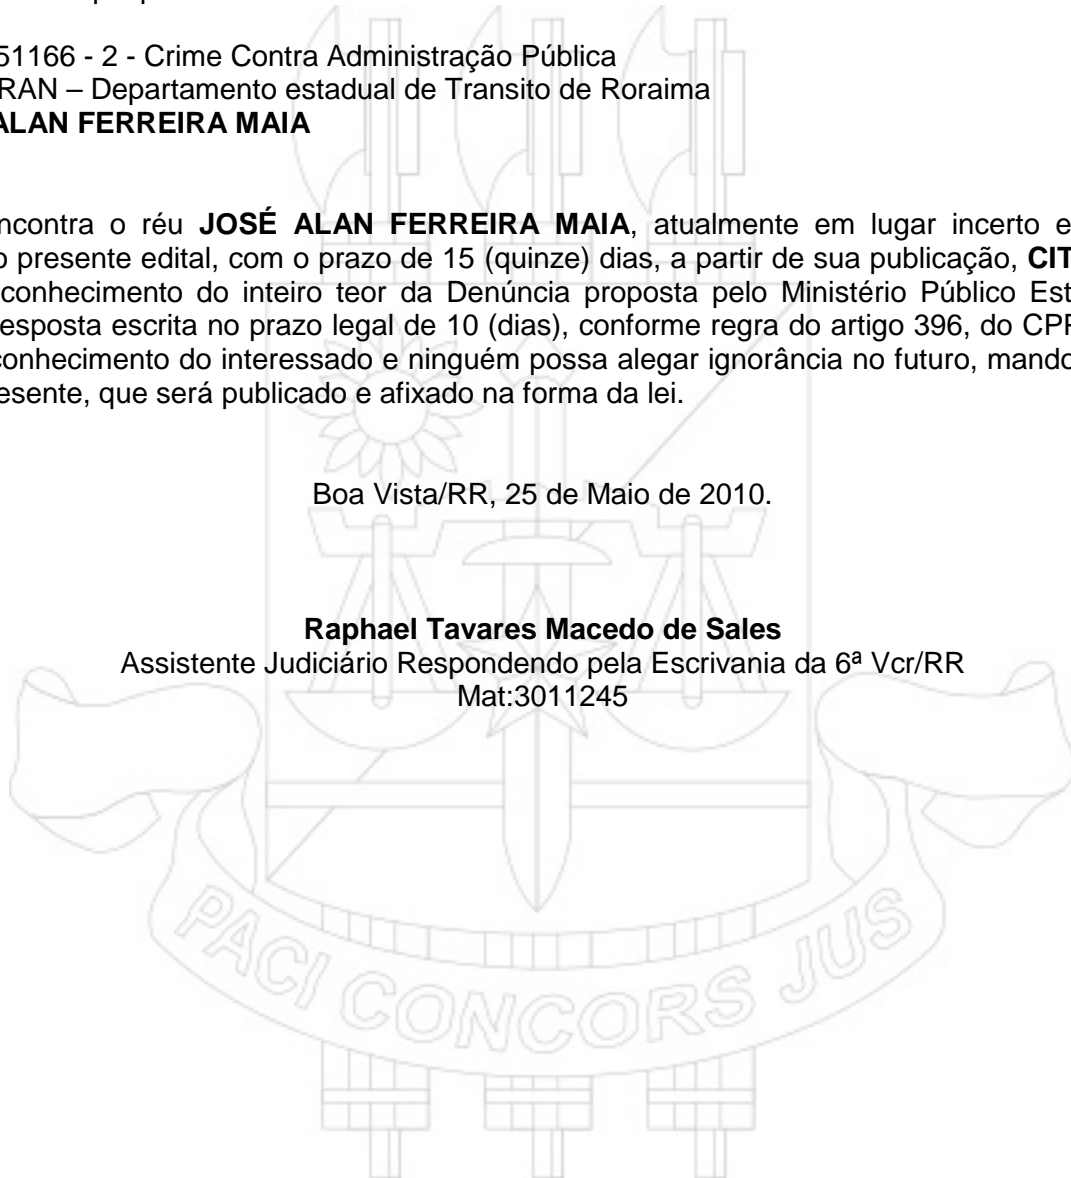 51166 - 2 - Crime Contra Administração Pública
RAN – Departamento estadual de Transito de Roraima
ALAN FERREIRA MAIA
ncontra o réu JOSÉ ALAN FERREIRA MAIA, atualmente em lugar incerto e
o presente edital, com o prazo de 15 (quinze) dias, a partir de sua publicação, CIT
conhecimento do inteiro teor da Denúncia proposta pelo Ministério Público Est
esposta escrita no prazo legal de 10 (dias), conforme regra do artigo 396, do CPP
conhecimento do interessado e ninguém possa alegar ignorância no futuro, mando
esente, que será publicado e afixado na forma da lei.
Boa Vista/RR, 25 de Maio de 2010.
Raphael Tavares Macedo de Sales
Assistente Judiciário Respondendo pela Escrivania da 6ª Vcr/RR
Mat:3011245
PACI CONCORS JUS